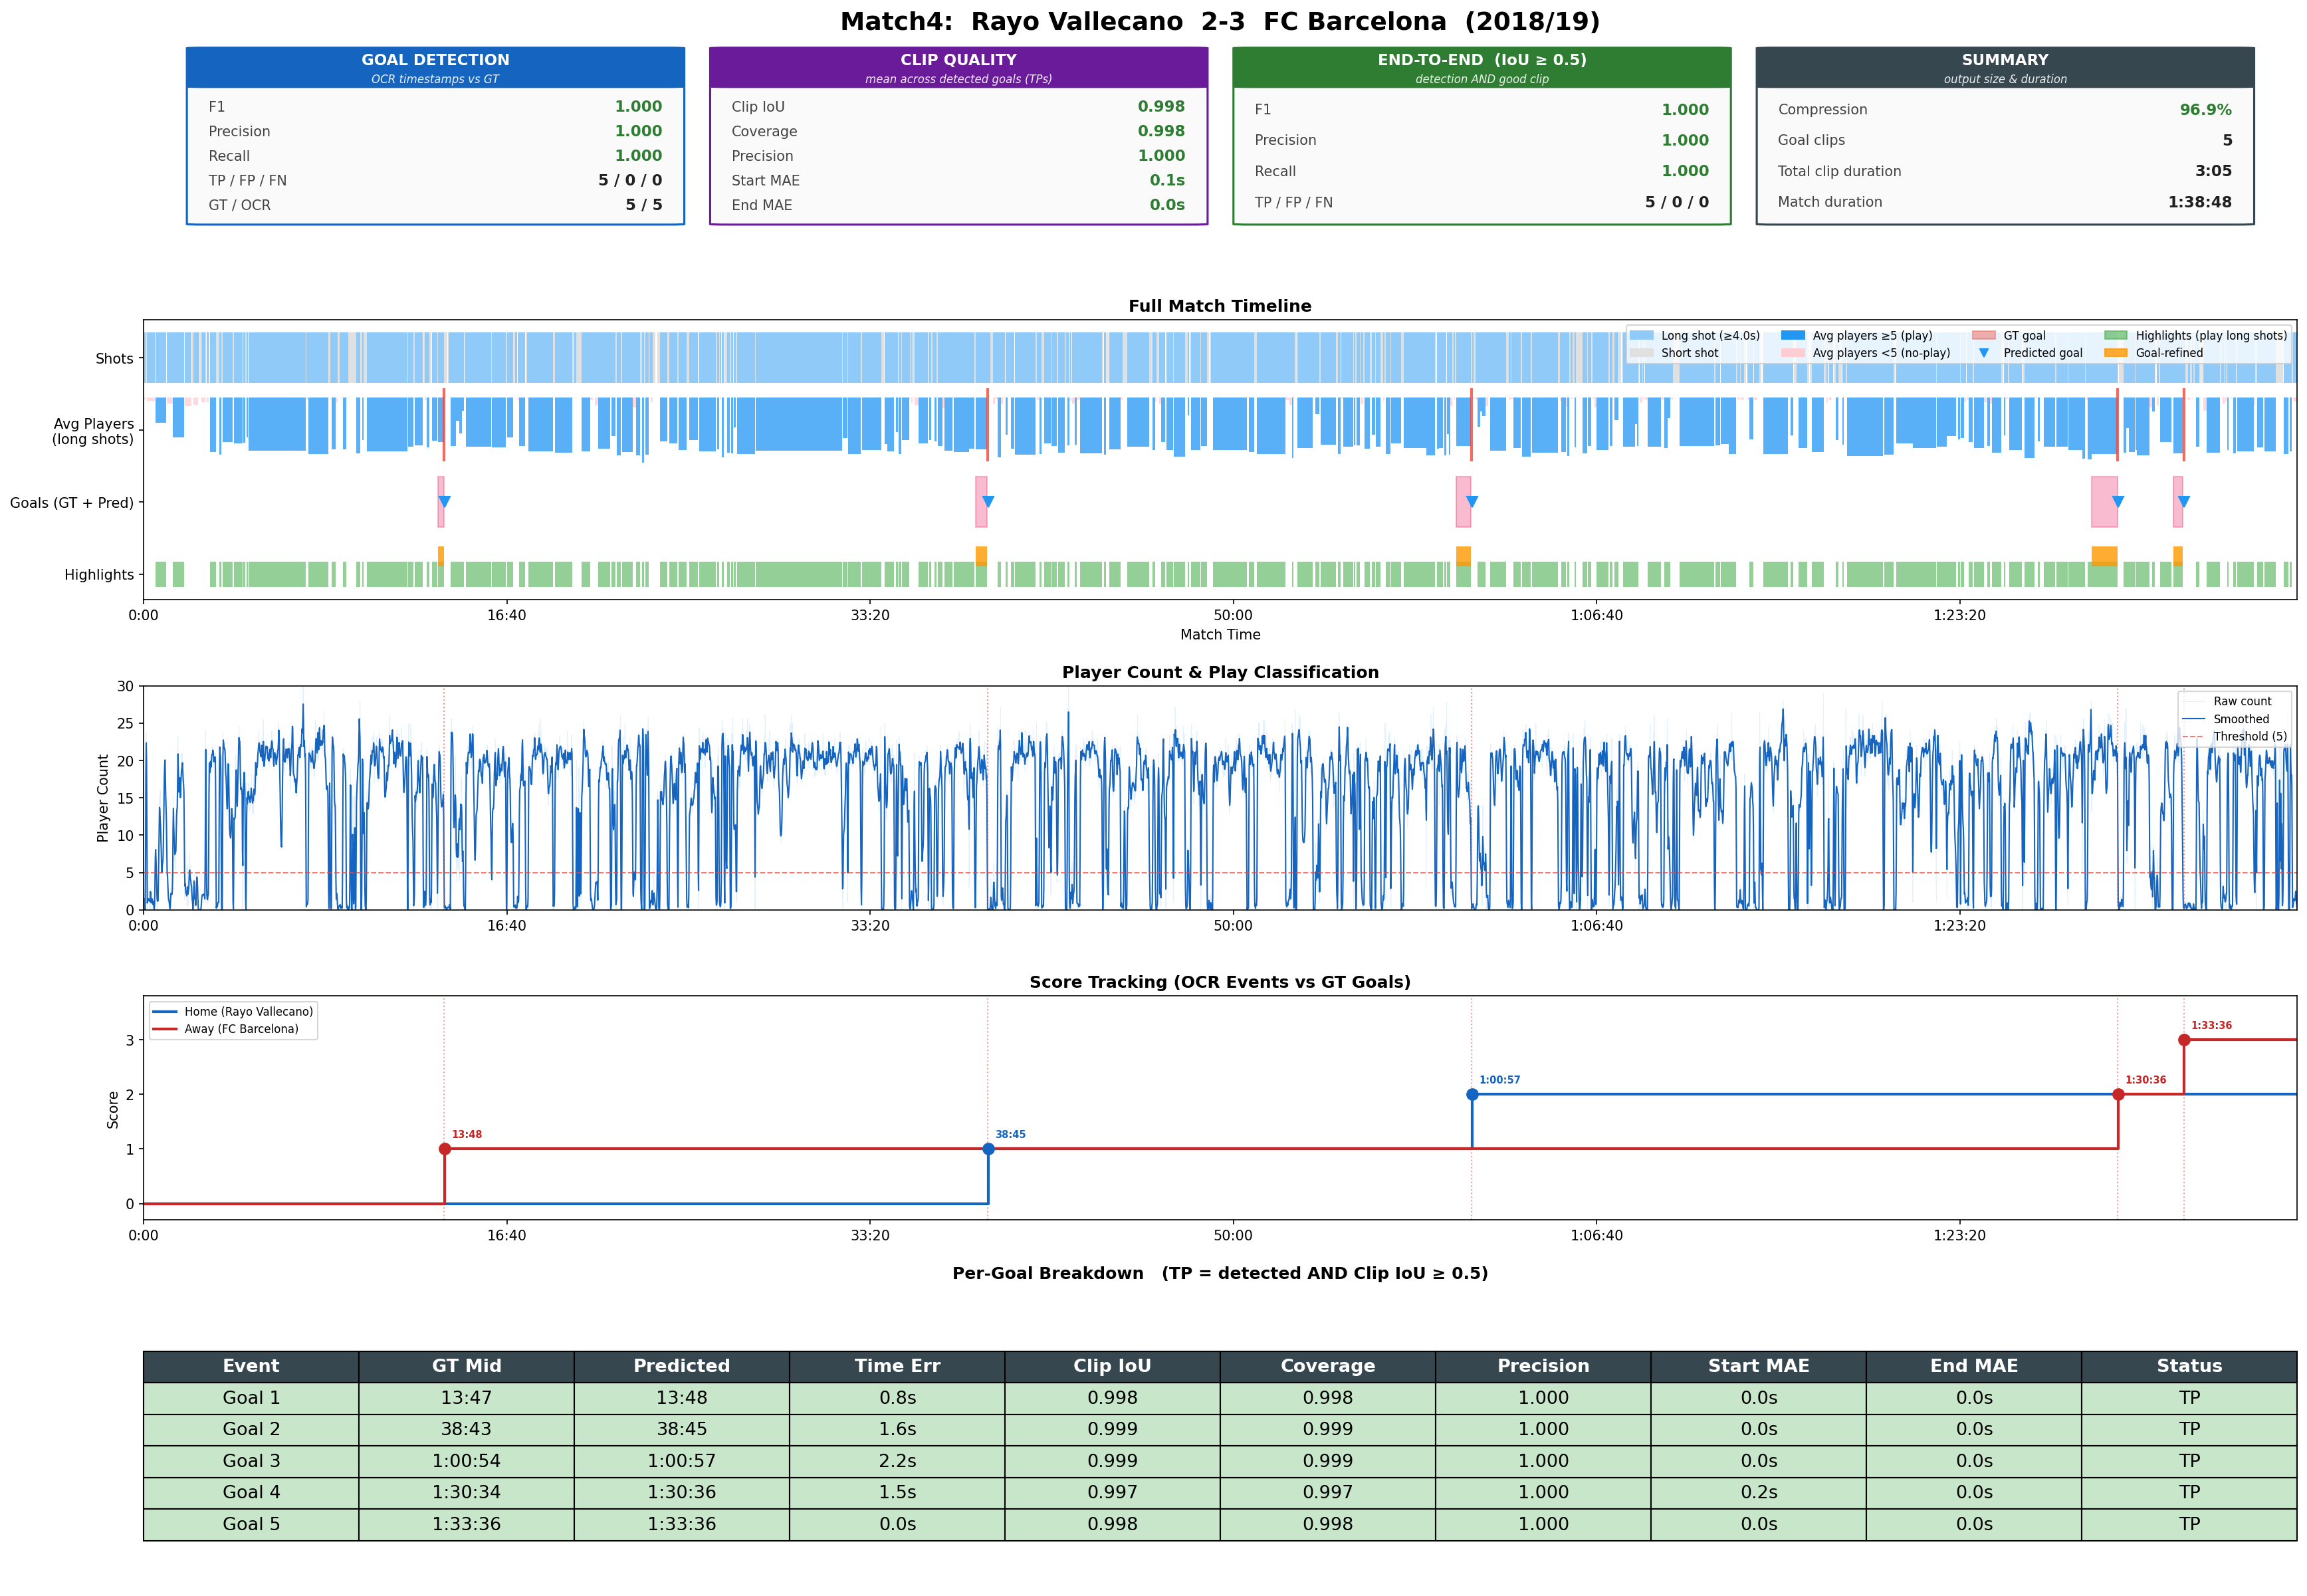 Match4:  Rayo Vallecano  2-3  FC Barcelona  (2018/19)
GOAL DETECTION
OCR timestamps vs GT
F1 1.000
Precision 1.000
Recall 1.000
TP / FP / FN 5 / 0 / 0
GT / OCR 5 / 5
CLIP QUALITY
mean across detected goals (TPs)
Clip IoU 0.998
Coverage 0.998
Precision 1.000
Start MAE 0.1s
End MAE 0.0s
END-TO-END  (IoU ≥ 0.5)
detection AND good clip
F1 1.000
Precision 1.000
Recall 1.000
TP / FP / FN 5 / 0 / 0
SUMMARY
output size & duration
Compression 96.9%
Goal clips 5
Total clip duration 3:05
Match duration 1:38:48
Full Match Timeline
Long shot (≥4.0s) Avg players ≥5 (play) GT goal Highlights (play long shots)
Short shot Avg players <5 (no-play) Predicted goal Goal-refined
Shots
Avg Players
(long shots)
Goals (GT + Pred)
Highlights
0:00 16:40 33:20 50:00 1:06:40 1:23:20
Match Time
Player Count & Play Classification
Raw count
Smoothed
Threshold (5)
Player Count
30
25
20
15
10
5
0
0:00 16:40 33:20 50:00 1:06:40 1:23:20
Score Tracking (OCR Events vs GT Goals)
Home (Rayo Vallecano)
Away (FC Barcelona)
Score
3
2
1
0
13:48
38:45
1:00:57
1:30:36
1:33:36
0:00 16:40 33:20 50:00 1:06:40 1:23:20
Per-Goal Breakdown   (TP = detected AND Clip IoU ≥ 0.5)
Event GT Mid Predicted Time Err Clip IoU Coverage Precision Start MAE End MAE Status
Goal 1 13:47 13:48 0.8s 0.998 0.998 1.000 0.0s 0.0s TP
Goal 2 38:43 38:45 1.6s 0.999 0.999 1.000 0.0s 0.0s TP
Goal 3 1:00:54 1:00:57 2.2s 0.999 0.999 1.000 0.0s 0.0s TP
Goal 4 1:30:34 1:30:36 1.5s 0.997 0.997 1.000 0.2s 0.0s TP
Goal 5 1:33:36 1:33:36 0.0s 0.998 0.998 1.000 0.0s 0.0s TP